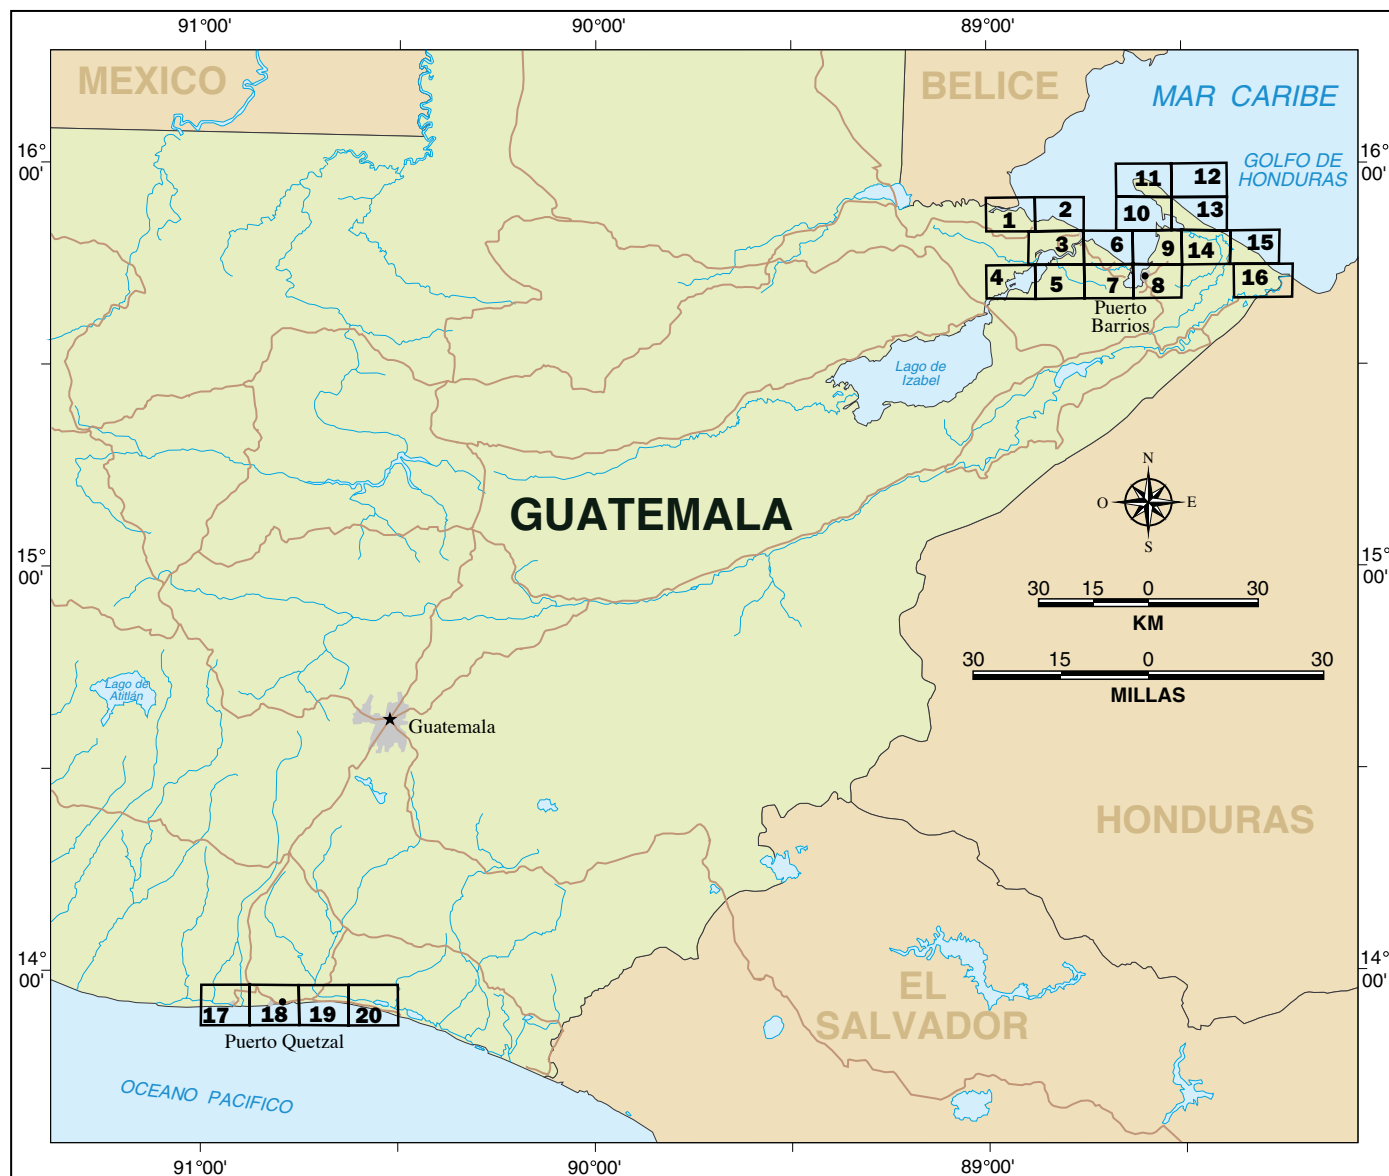 91°00'
90°00'
89°00'
MEXICO
BELICE
MAR CARIBE
16°
00'
GOLFO DE
HONDURAS
16°
00'
11
12
1
2
10
13
3
6
9
14
15
4
5
7
8
16
Puerto
Barrios
Lago de
Izabel
N
O
E
S
GUATEMALA
15°
00'
15°
00'
30 15 0 30
KM
30 15 0 30
MILLAS
Lago de
Atitlán
Guatemala
HONDURAS
14°
00'
14°
00'
EL
SALVADOR
17
18
19
20
Puerto Quetzal
OCEANO PACIFICO
91°00'
90°00'
89°00'